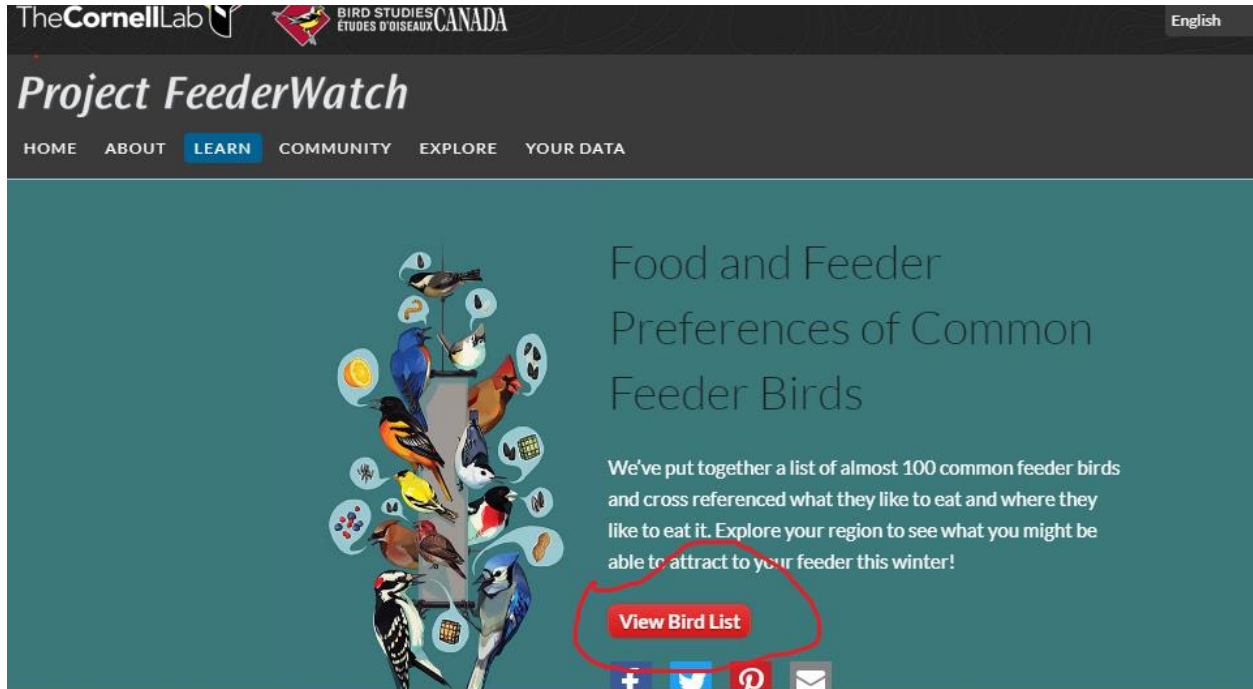 TheCornellLab
BIRD STUDIES CANADA
ÉTUDES D'OISEAUX
English
Project FeederWatch
HOME ABOUT LEARN COMMUNITY EXPLORE YOUR DATA
Food and Feeder
Preferences of Common
Feeder Birds
We've put together a list of almost 100 common feeder birds
and cross referenced what they like to eat and where they
like to eat it. Explore your region to see what you might be
able to attract to your feeder this winter!
View Bird List